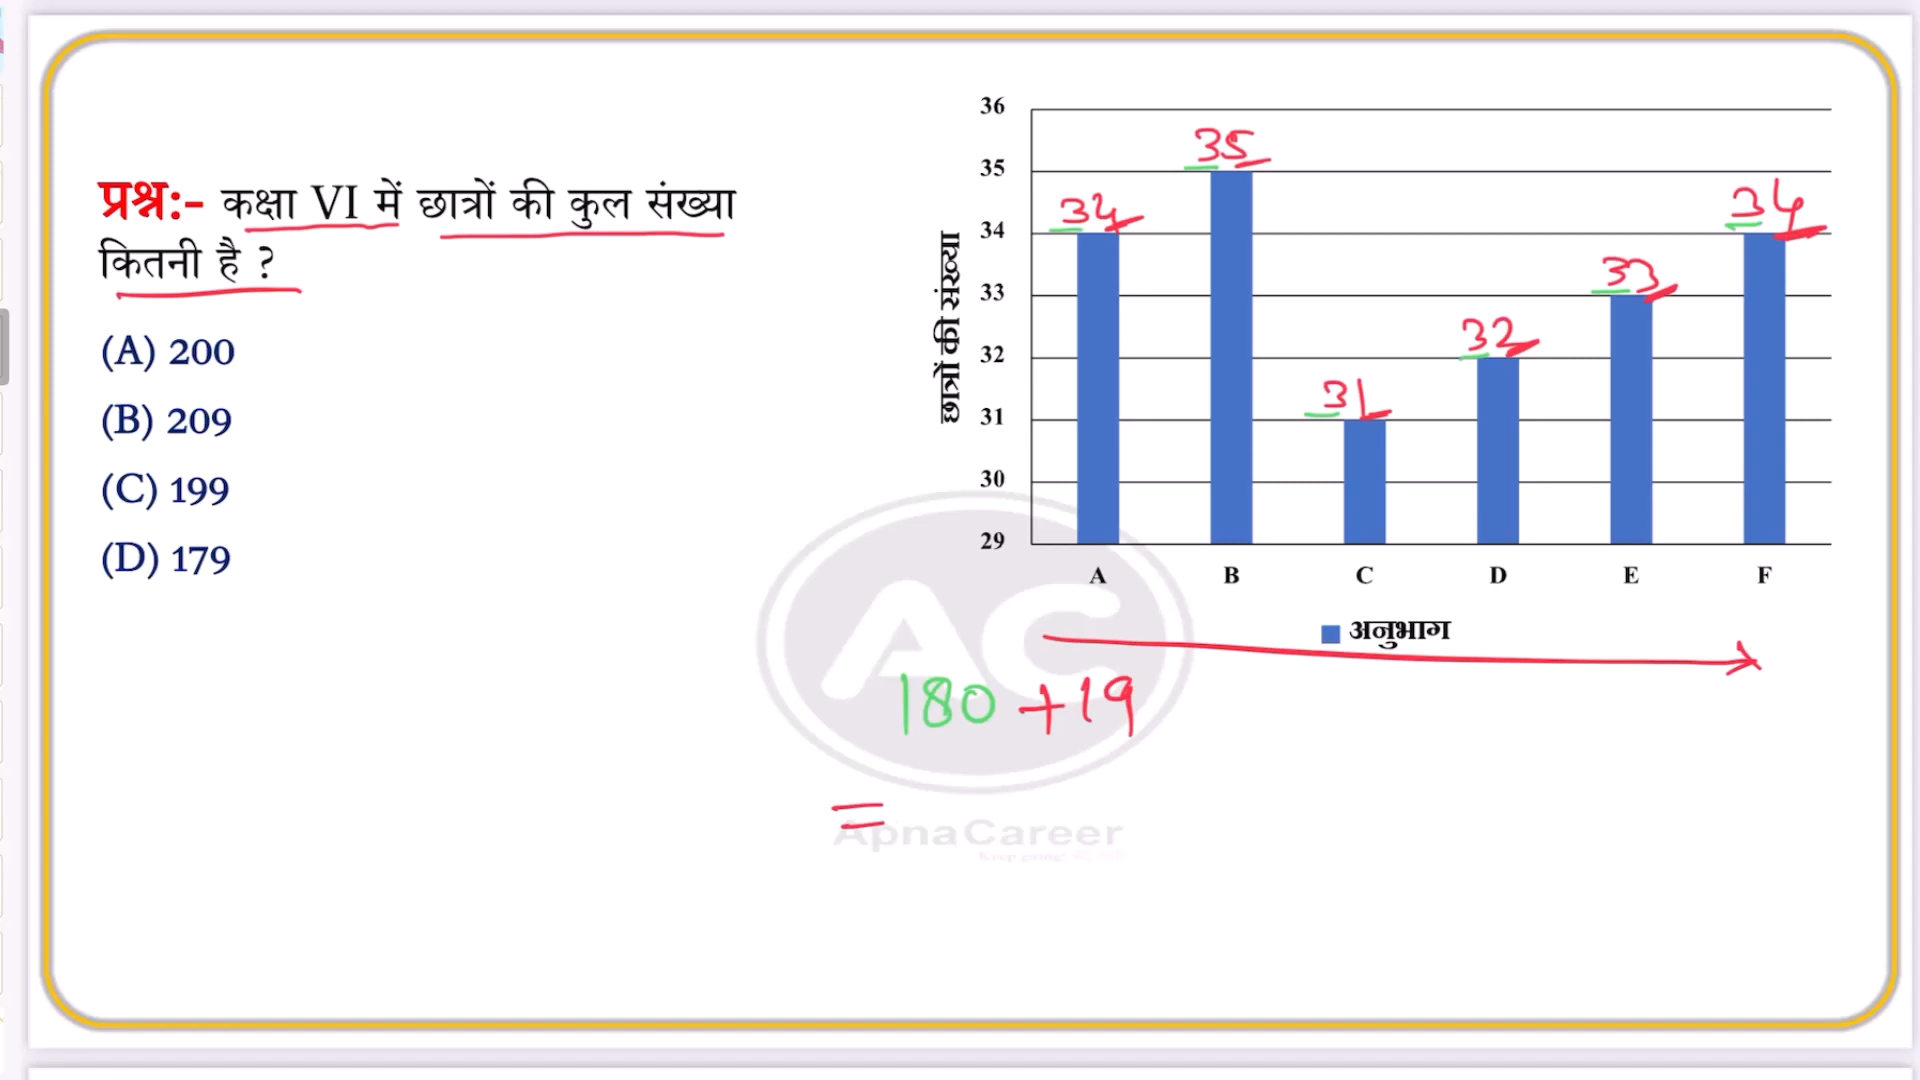 प्रश्न:- कक्षा VI में छात्रों की कुल संख्या
कितनी है ?
(A) 200
(B) 209
(C) 199
(D) 179
छात्रों की संख्या
36
35
34
33
32
31
30
29
34
35
31
32
33
34
A B C D E F
अनुभाग
180 + 19
=
AC
ApnaCareer